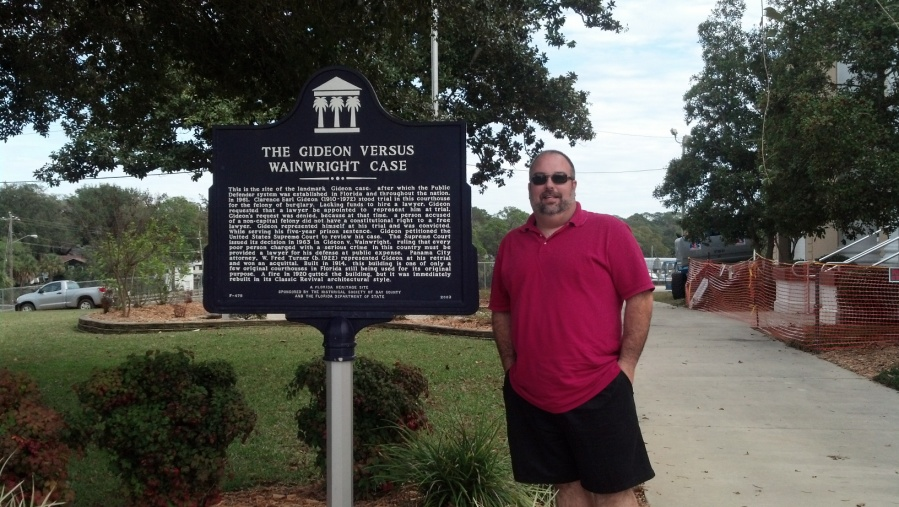 THE GIDEON VERSUS
WAINWRIGHT CASE
This is the site of the landmark Gideon case, after which the Public
Defender system was established in Florida and throughout the nation.
In 1961, Clarence Earl Gideon (1910-1972) stood trial in this courthouse
for the felony of burglary. Lacking funds to hire a lawyer, Gideon
requested that a lawyer be appointed to represent him at trial.
Gideon's request was denied, because at that time, a person accused
of a non-capital felony did not have a constitutional right to a free
lawyer. Gideon represented himself at his trial and was convicted.
While serving his five-year prison sentence, Gideon petitioned the
United States Supreme Court to review his case. The Supreme Court
issued its decision in 1963 in Gideon v. Wainwright, ruling that every
poor person charged with a serious crime in this country must be
provided a lawyer for his defense at public expense. Panama City
attorney, W. Fred Turner (b. 1922) represented Gideon at his retrial
and won an acquittal. Built in 1914, this building is one of only a
few original courthouses in Florida still being used for its original
purpose. Fire in 1920 gutted the building, but it was immediately
rebuilt in its Classic Revival architectural style.
A FLORIDA HERITAGE SITE
SPONSORED BY THE HISTORICAL SOCIETY OF BAY COUNTY
AND THE FLORIDA DEPARTMENT OF STATE